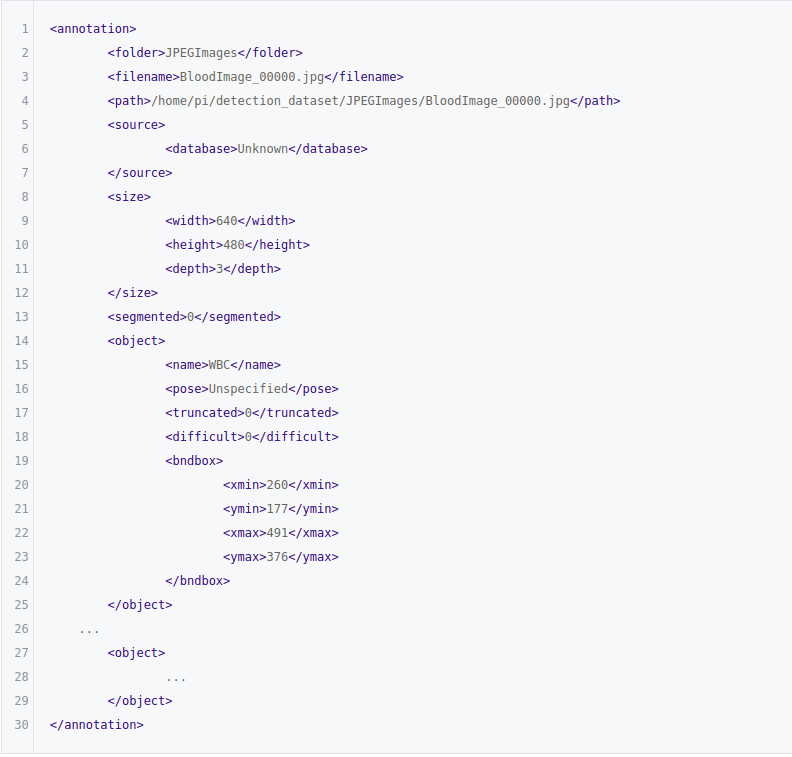 1 <annotation>
2 <folder>JPEGImages</folder>
3 <filename>BloodImage_00000.jpg</filename>
4 <path>/home/pi/detection_dataset/JPEGImages/BloodImage_00000.jpg</path>
5 <source>
6 <database>Unknown</database>
7 </source>
8 <size>
9 <width>640</width>
10 <height>480</height>
11 <depth>3</depth>
12 </size>
13 <segmented>0</segmented>
14 <object>
15 <name>WBC</name>
16 <pose>Unspecified</pose>
17 <truncated>0</truncated>
18 <difficult>0</difficult>
19 <bndbox>
20 <xmin>260</xmin>
21 <ymin>177</ymin>
22 <xmax>491</xmax>
23 <ymax>376</ymax>
24 </bndbox>
25 </object>
26 ...
27 <object>
28 ...
29 </object>
30 </annotation>